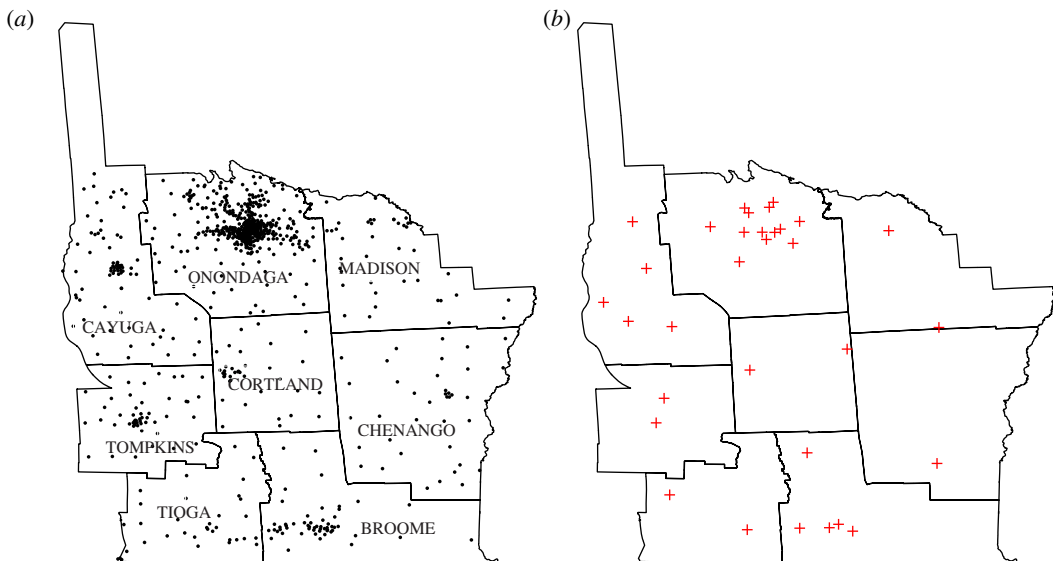 (a)
(b)
ONONDAGA
MADISON
CAYUGA
CORTLAND
CHENANGO
TOMPKINS
TIOGA
BROOME